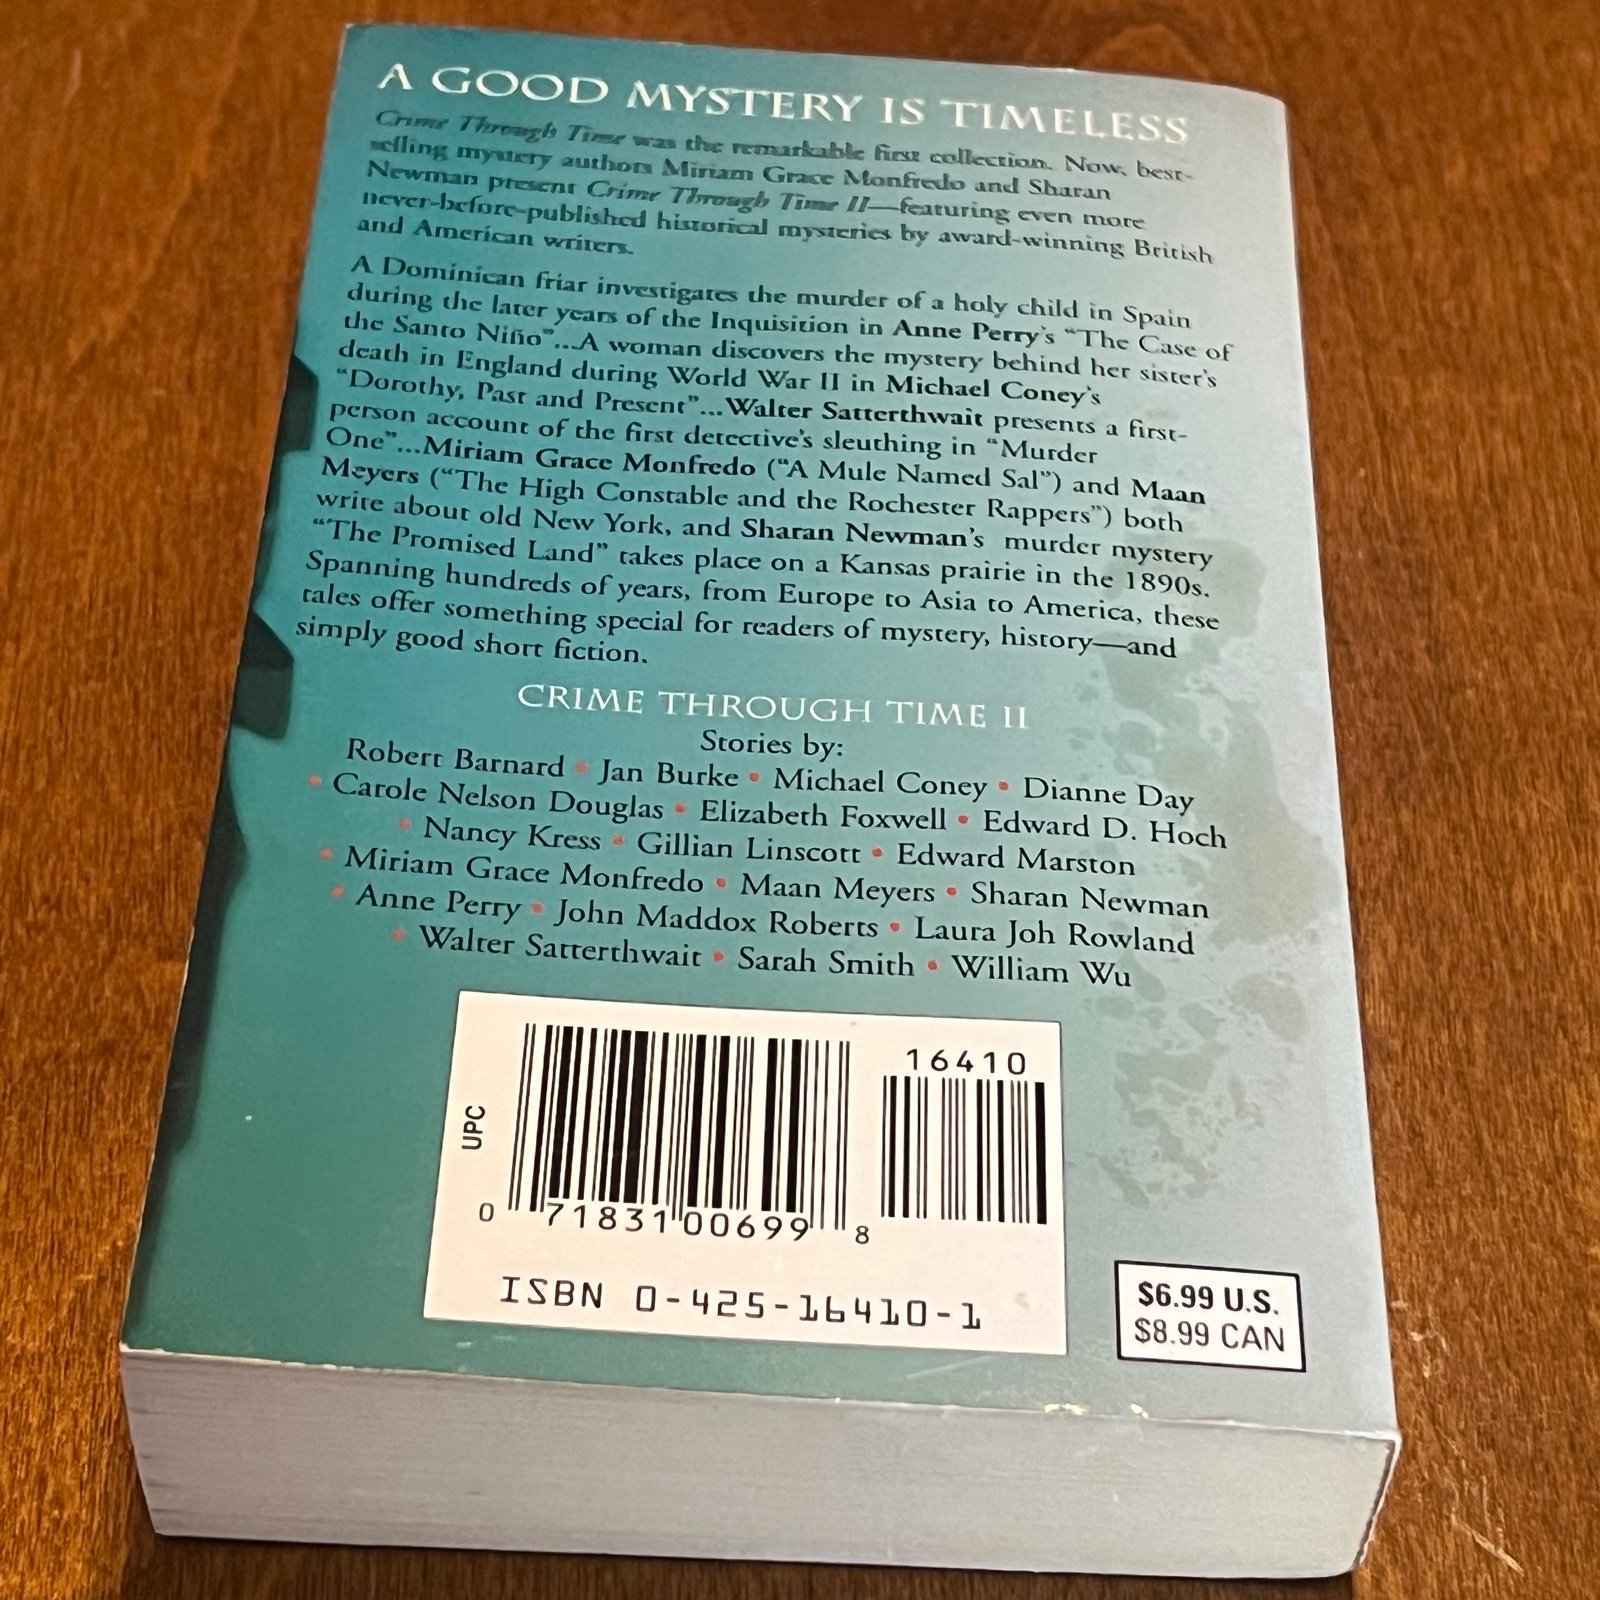 A GOOD MYSTERY IS TIMELESS
Crime Through Time was the remarkable first collection. Now, best-
selling mystery authors Miriam Grace Monfredo and Sharan
Newman present Crime Through Time II—featuring even more
never-before-published historical mysteries by award-winning British
and American writers.
A Dominican friar investigates the murder of a holy child in Spain
during the later years of the Inquisition in Anne Perry's “The Case of
the Santo Niño”...A woman discovers the mystery behind her sister's
death in England during World War II in Michael Coney's
“Dorothy, Past and Present”...Walter Satterthwait presents a first-
person account of the first detective's sleuthing in “Murder
One”...Miriam Grace Monfredo (“A Mule Named Sal”) and Maan
Meyers (“The High Constable and the Rochester Rappers”) both
write about old New York, and Sharan Newman's murder mystery
“The Promised Land” takes place on a Kansas prairie in the 1890s.
Spanning hundreds of years, from Europe to Asia to America, these
tales offer something special for readers of mystery, history—and
simply good short fiction.
CRIME THROUGH TIME II
Stories by:
Robert Barnard • Jan Burke • Michael Coney • Dianne Day
• Carole Nelson Douglas • Elizabeth Foxwell • Edward D. Hoch
• Nancy Kress • Gillian Linscott • Edward Marston
• Miriam Grace Monfredo • Maan Meyers • Sharan Newman
• Anne Perry • John Maddox Roberts • Laura Joh Rowland
• Walter Satterthwait • Sarah Smith • William Wu
16410
UPC
0 71831 00699 8
ISBN 0-425-16410-1
$6.99 U.S.
$8.99 CAN